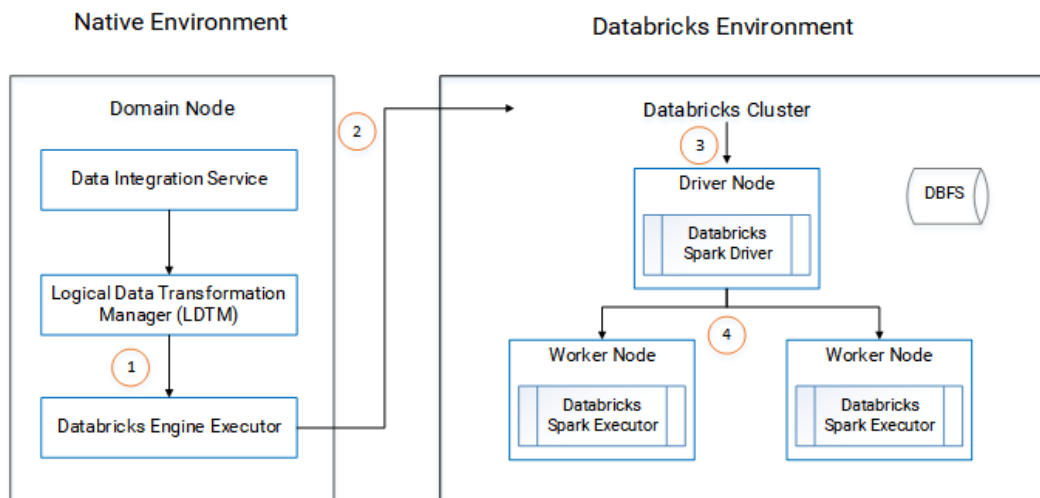 Native Environment
Databricks Environment
Domain Node
Data Integration Service
Logical Data Transformation
Manager (LDTM)
1
Databricks Engine Executor
2
Databricks Cluster
3
Driver Node
Databricks
Spark Driver
DBFS
4
Worker Node
Databricks
Spark Executor
Worker Node
Databricks
Spark Executor